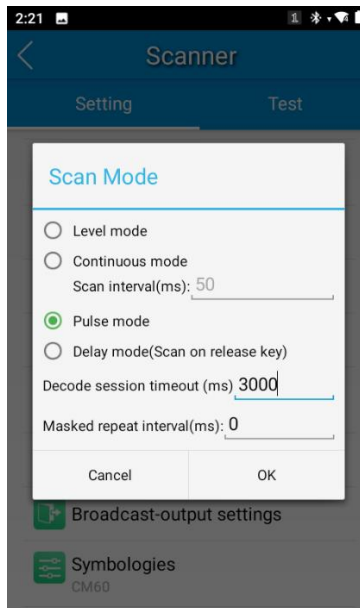 2:21
1
Scanner
Setting Test
Scan Mode
Level mode
Continuous mode
Scan interval(ms): 50
Pulse mode
Delay mode(Scan on release key)
Decode session timeout (ms) 3000
Masked repeat interval(ms): 0
Cancel OK
Broadcast-output settings
Symbologies
CM60